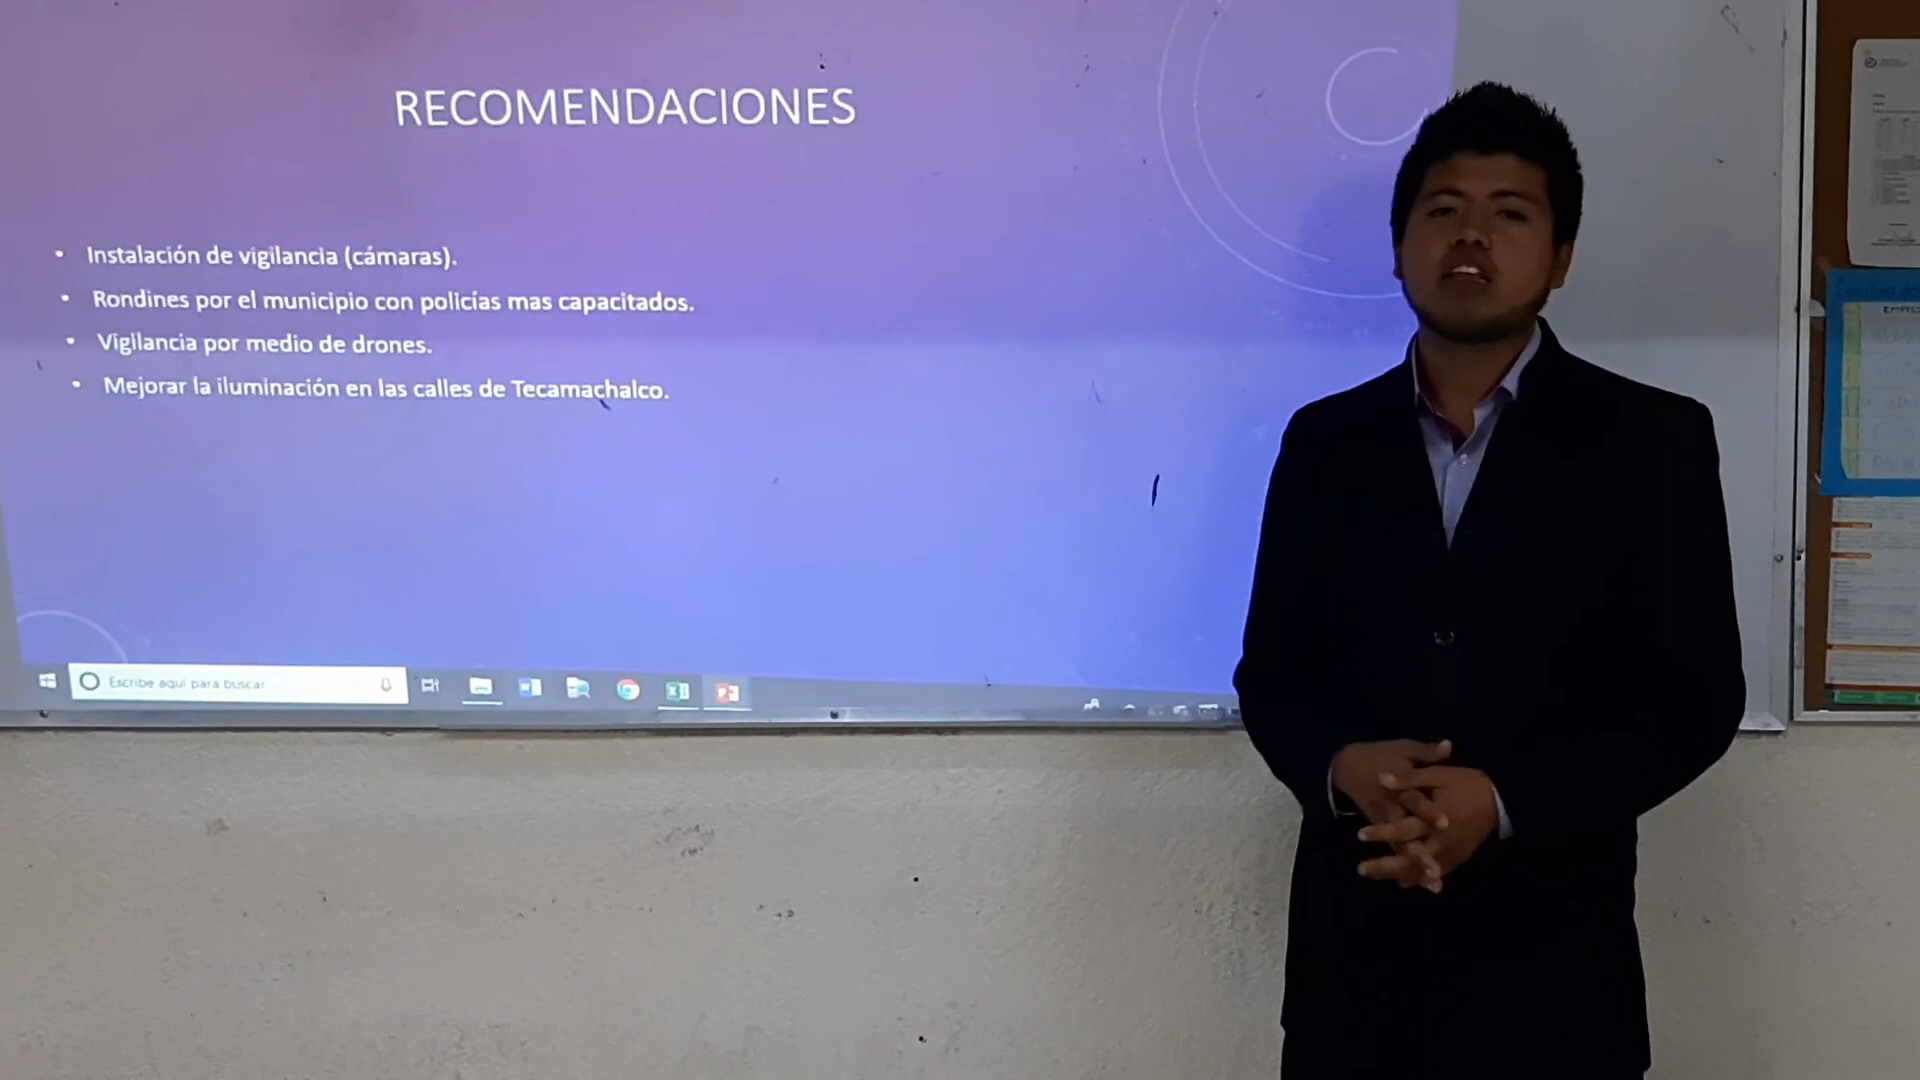 RECOMENDACIONES
• Instalación de vigilancia (cámaras).
• Rondines por el municipio con policías mas capacitados.
• Vigilancia por medio de drones.
• Mejorar la iluminación en las calles de Tecamachalco.
Escribe aquí para buscar